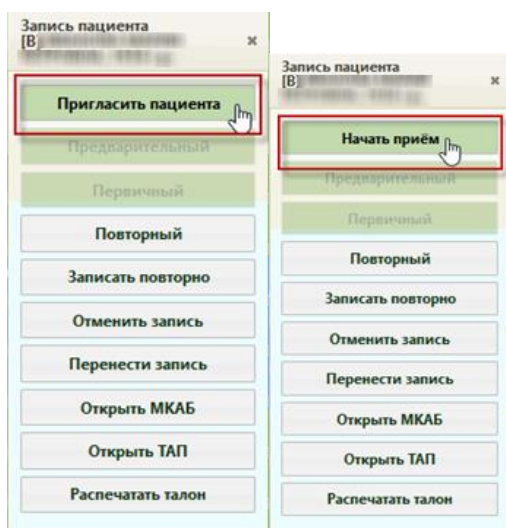 Запись пациента
[В]
Пригласить пациента
Предварительный
Первичный
Повторный
Записать повторно
Отменить запись
Перенести запись
Открыть МКАБ
Открыть ТАП
Распечатать талон
Запись пациента
[В]
Начать приём
Предварительный
Первичный
Повторный
Записать повторно
Отменить запись
Перенести запись
Открыть МКАБ
Открыть ТАП
Распечатать талон